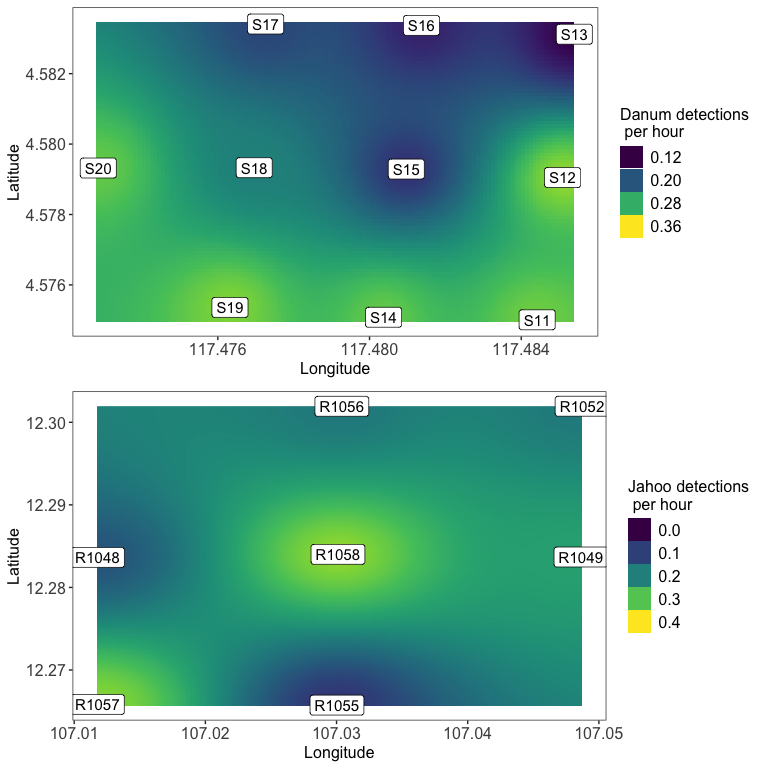 S17
S16
S13
4.582
Danum detections
per hour
4.580
0.12
S20
S18
S15
S12
0.20
Latitude
0.28
4.578
0.36
4.576
S19
S14
S11
117.476
117.480
117.484
Longitude
R1056
R1052
12.30
Jahoo detections
per hour
12.29
0.0
0.1
R1048
R1058
R1049
0.2
Latitude
0.3
12.28
0.4
12.27
R1057
R1055
107.01
107.02
107.03
107.04
107.05
Longitude